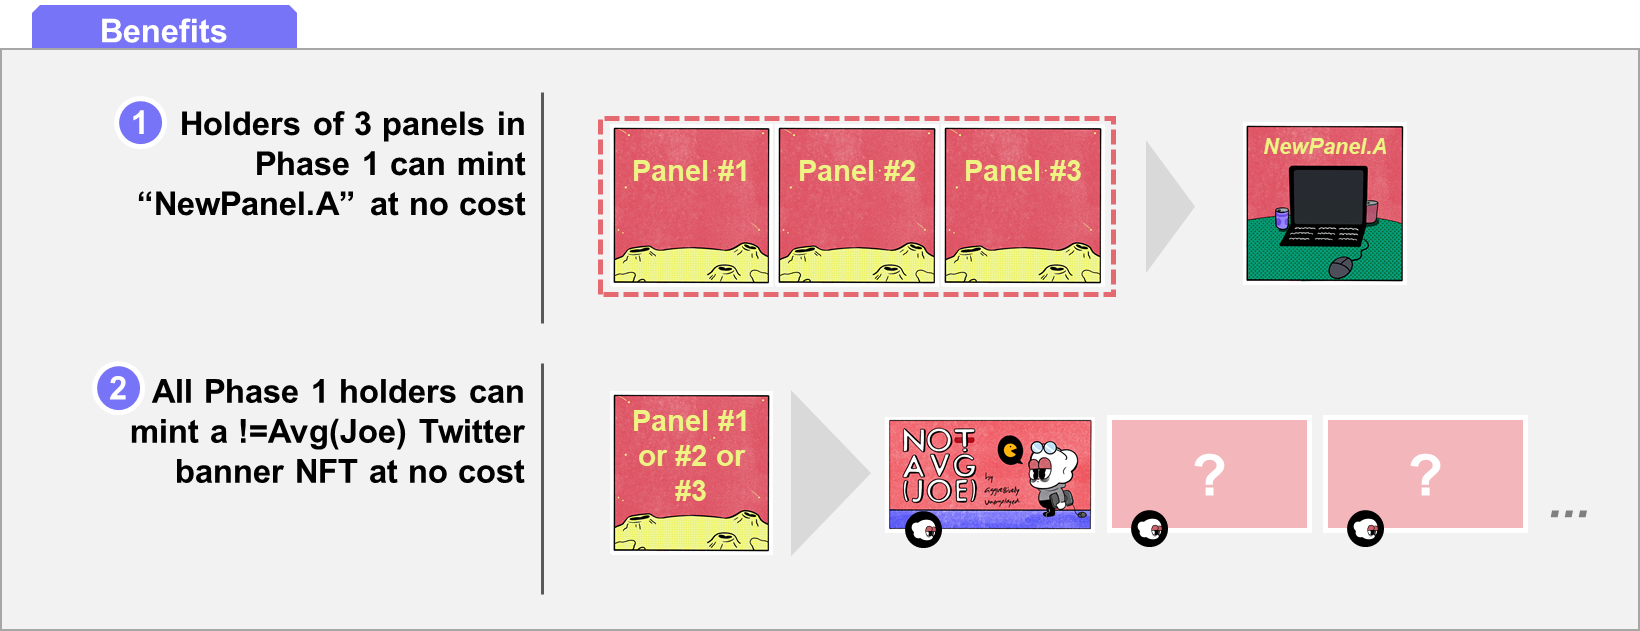 Benefits
1
Holders of 3 panels in
Phase 1 can mint
“NewPanel.A” at no cost
Panel #1
Panel #2
Panel #3
NewPanel.A
2
All Phase 1 holders can
mint a !=Avg(Joe) Twitter
banner NFT at no cost
Panel #1
or #2 or
#3
NOT
AVG
(JOE)
by
aggressively
unemployed
?
?
...